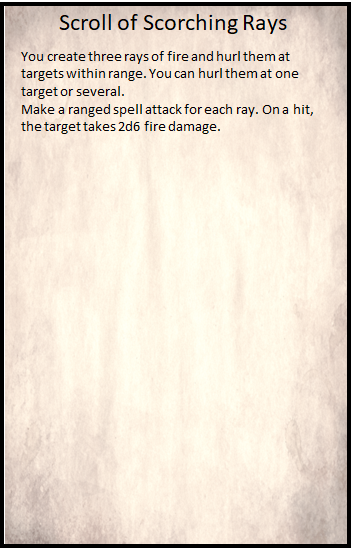 Scroll of Scorching Rays
You create three rays of fire and hurl them at
targets within range. You can hurl them at one
target or several.
Make a ranged spell attack for each ray. On a hit,
the target takes 2d6 fire damage.